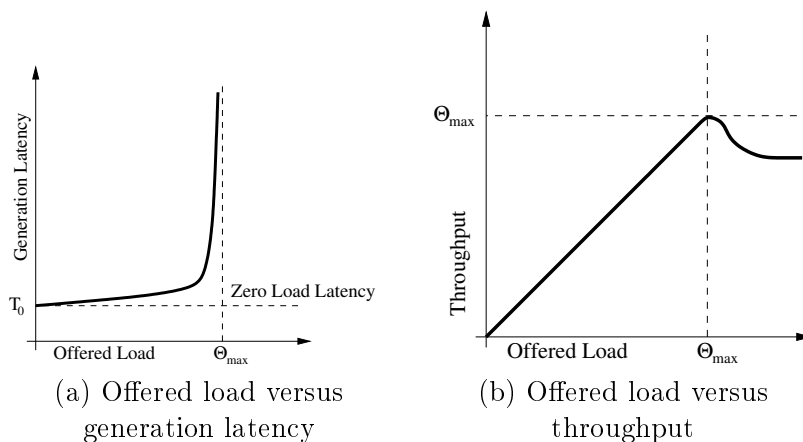 Generation Latency
T0
Zero Load Latency
Offered Load
Θmax
(a) Offered load versus
generation latency
Θmax
Throughput
Offered Load
Θmax
(b) Offered load versus
throughput